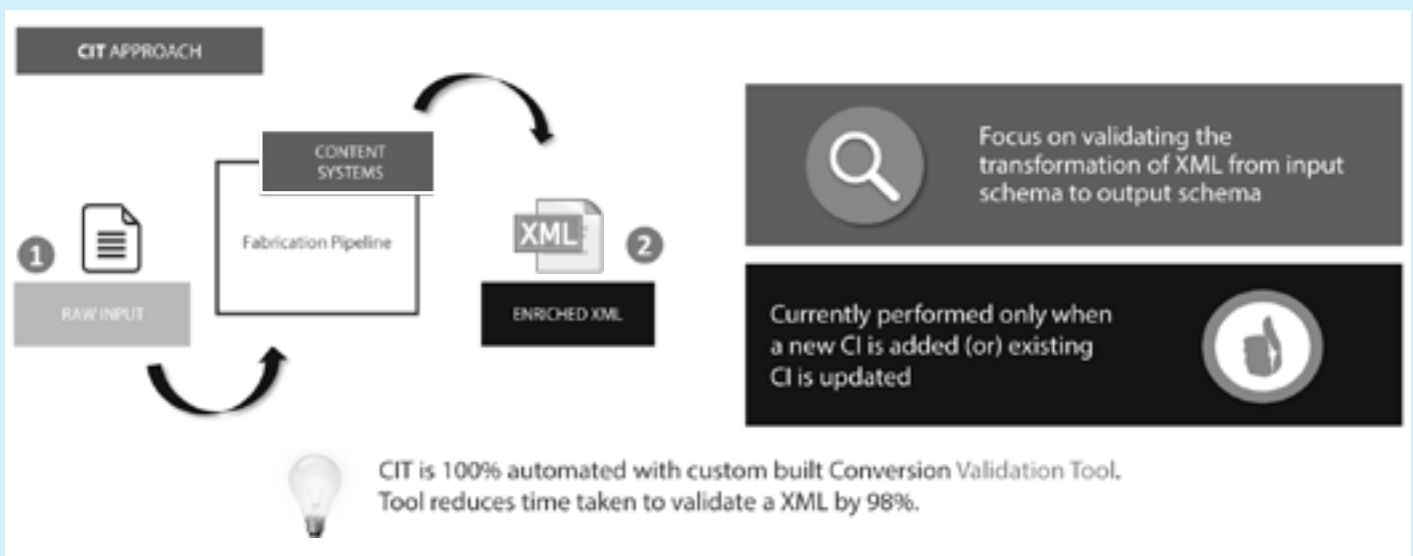 CIT APPROACH
CONTENT
SYSTEMS
Fabrication Pipeline
1
RAW INPUT
XML
2
ENRICHED XML
Focus on validating the
transformation of XML from input
schema to output schema
Currently performed only when
a new CI is added (or) existing
CI is updated
CIT is 100% automated with custom built Conversion Validation Tool.
Tool reduces time taken to validate a XML by 98%.